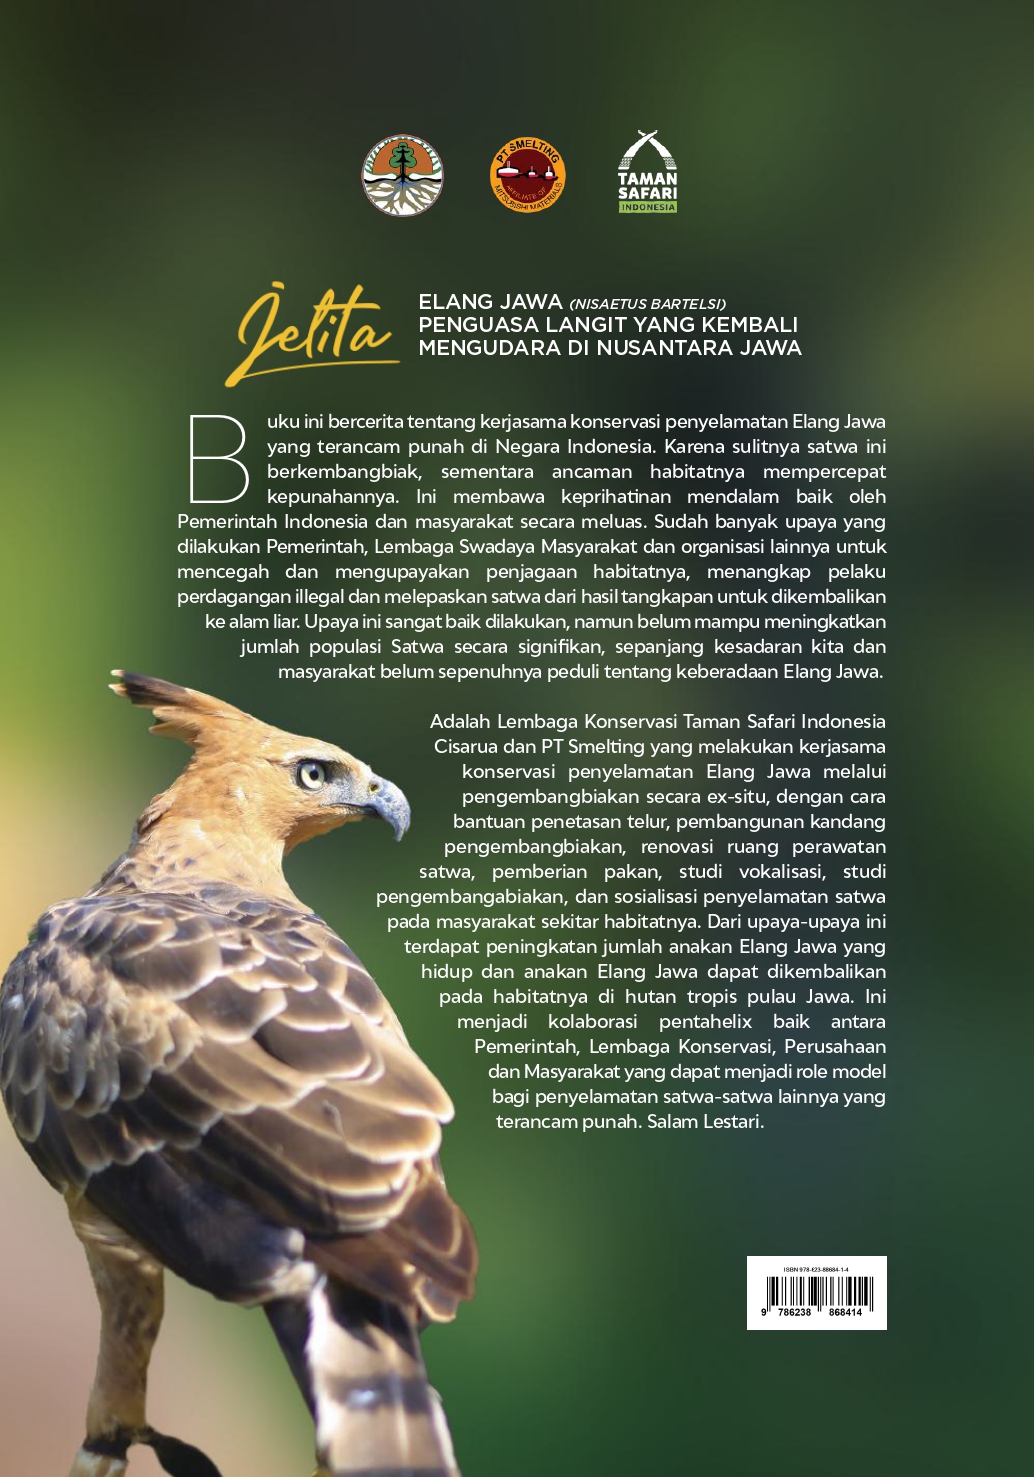 PT SMELTING
AFFILIATE OF
MITSUBISHI MATERIALS
TAMAN
SAFARI
INDONESIA
Jelita
ELANG JAWA (NISAETUS BARTELSI)
PENGUASA LANGIT YANG KEMBALI
MENGUDARA DI NUSANTARA JAWA
Buku ini bercerita tentang kerjasama konservasi penyelamatan Elang Jawa
yang terancam punah di Negara Indonesia. Karena sulitnya satwa ini
berkembangbiak, sementara ancaman habitatnya mempercepat
kepunahannya. Ini membawa keprihatinan mendalam baik oleh
Pemerintah Indonesia dan masyarakat secara meluas. Sudah banyak upaya yang
dilakukan Pemerintah, Lembaga Swadaya Masyarakat dan organisasi lainnya untuk
mencegah dan mengupayakan penjagaan habitatnya, menangkap pelaku
perdagangan illegal dan melepaskan satwa dari hasil tangkapan untuk dikembalikan
ke alam liar. Upaya ini sangat baik dilakukan, namun belum mampu meningkatkan
jumlah populasi Satwa secara signifikan, sepanjang kesadaran kita dan
masyarakat belum sepenuhnya peduli tentang keberadaan Elang Jawa.
Adalah Lembaga Konservasi Taman Safari Indonesia
Cisarua dan PT Smelting yang melakukan kerjasama
konservasi penyelamatan Elang Jawa melalui
pengembangbiakan secara ex-situ, dengan cara
bantuan penetasan telur, pembangunan kandang
pengembangbiakan, renovasi ruang perawatan
satwa, pemberian pakan, studi vokalisasi, studi
pengembangabiakan, dan sosialisasi penyelamatan satwa
pada masyarakat sekitar habitatnya. Dari upaya-upaya ini
terdapat peningkatan jumlah anakan Elang Jawa yang
hidup dan anakan Elang Jawa dapat dikembalikan
pada habitatnya di hutan tropis pulau Jawa. Ini
menjadi kolaborasi pentahelix baik antara
Pemerintah, Lembaga Konservasi, Perusahaan
dan Masyarakat yang dapat menjadi role model
bagi penyelamatan satwa-satwa lainnya yang
terancam punah. Salam Lestari.
ISBN 978-623-88684-1-4
9 786238 868414